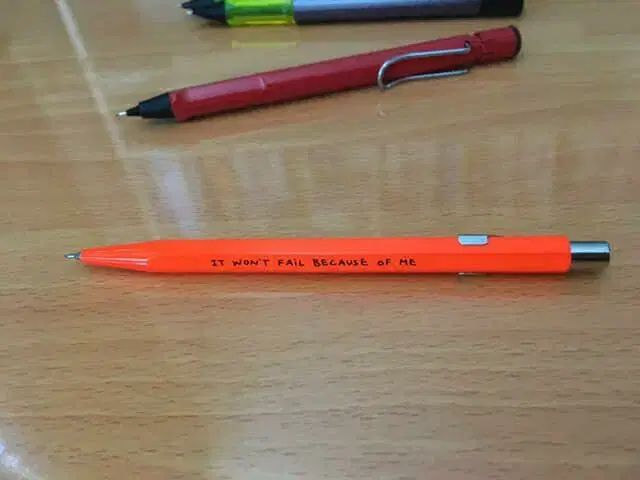 IT WON'T FAIL BECAUSE OF ME